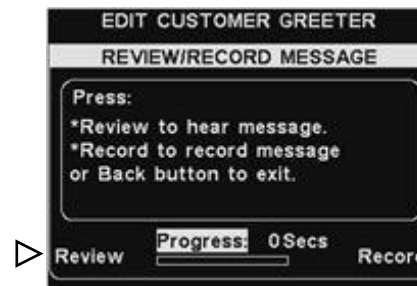 EDIT CUSTOMER GREETER
REVIEW/RECORD MESSAGE
Press:
*Review to hear message.
*Record to record message
or Back button to exit.
Progress: 0Secs
Review Record